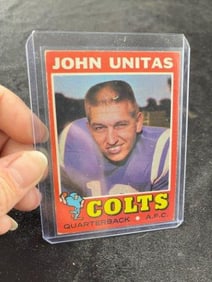 JOHN UNITAS
COLTS
QUARTERBACK ● A.F.C.